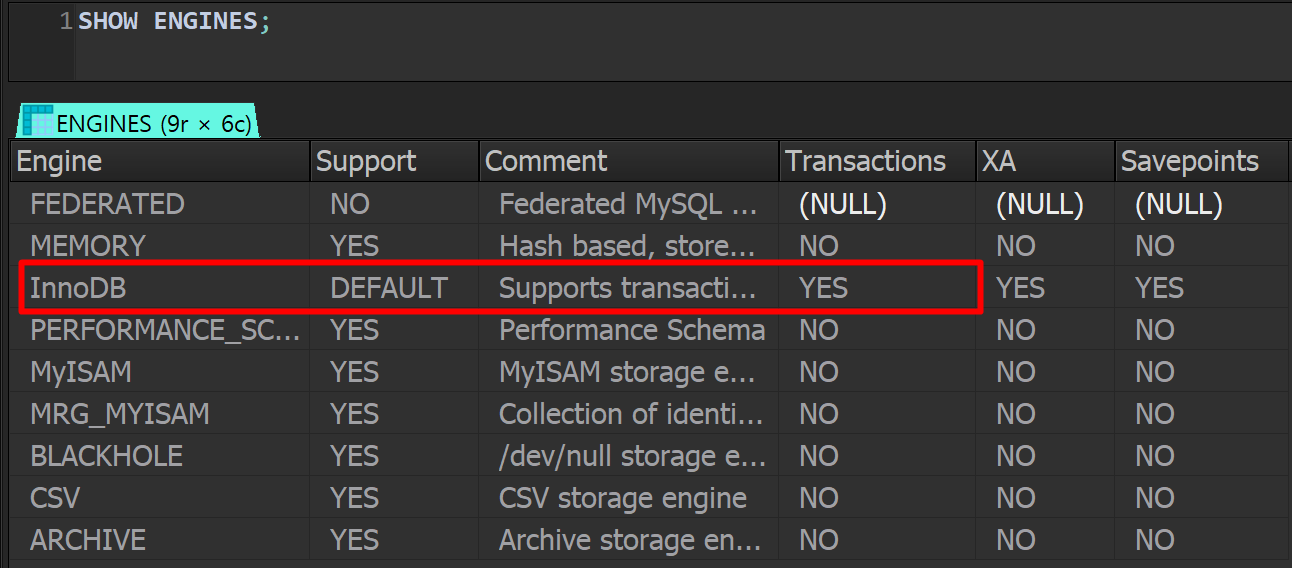 1 SHOW ENGINES;
ENGINES (9r × 6c)
Engine Support Comment Transactions XA Savepoints
FEDERATED NO Federated MySQL ... (NULL) (NULL) (NULL)
MEMORY YES Hash based, store... NO NO NO
InnoDB DEFAULT Supports transacti... YES YES YES
PERFORMANCE_SC... YES Performance Schema NO NO NO
MyISAM YES MyISAM storage e... NO NO NO
MRG_MYISAM YES Collection of identi... NO NO NO
BLACKHOLE YES /dev/null storage e... NO NO NO
CSV YES CSV storage engine NO NO NO
ARCHIVE YES Archive storage en... NO NO NO